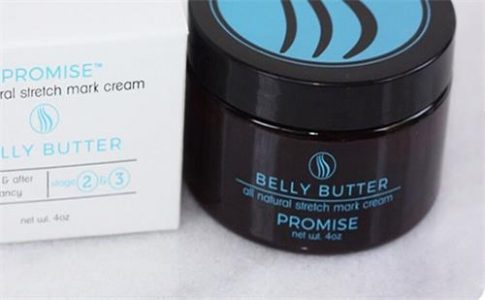 PROMISE™
ral stretch mark cream
LLY BUTTER
& after
ancy
stage 2 & 3
net wt. 4oz
BELLY BUTTER
all natural stretch mark cream
PROMISE
net wt. 4oz